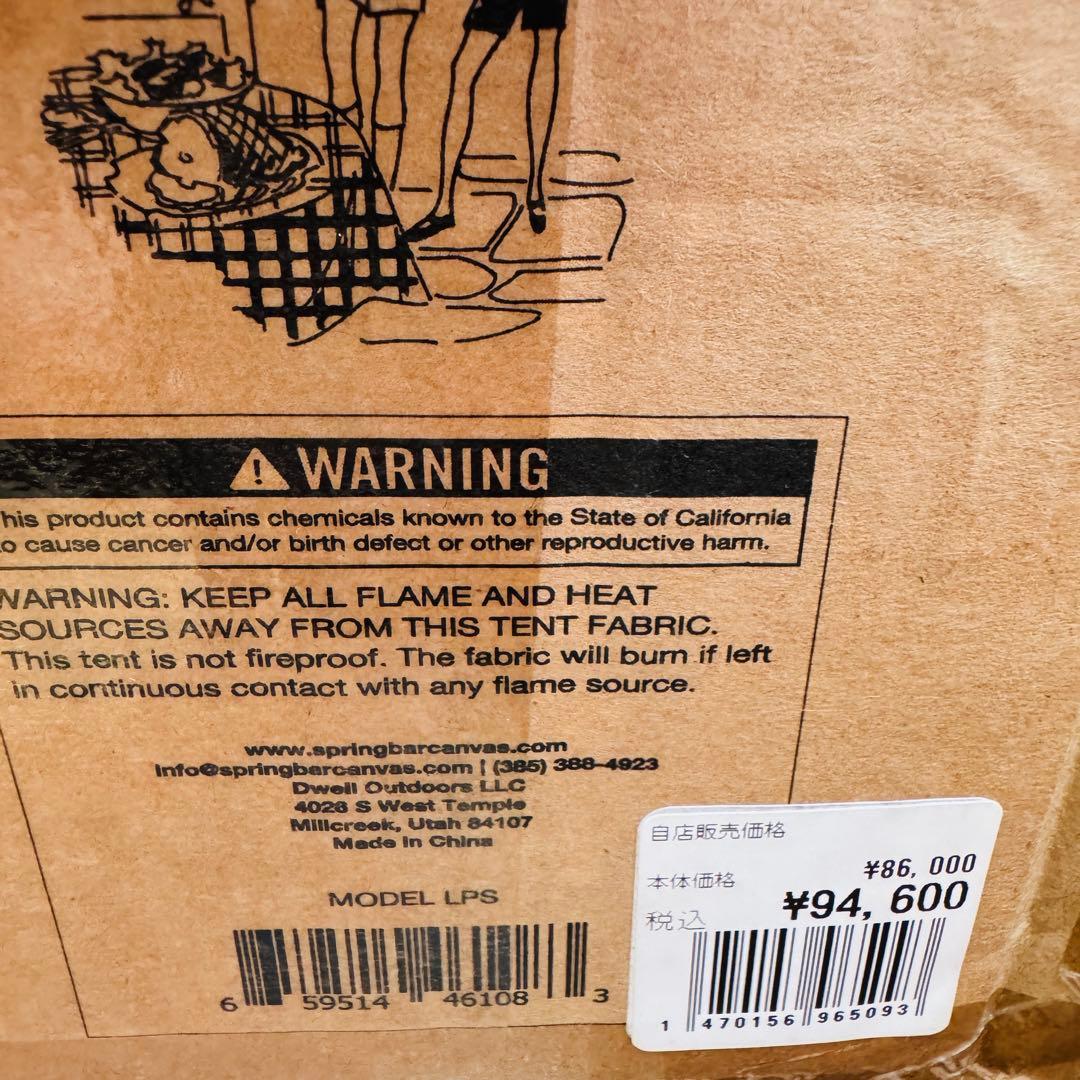 WARNING
his product contains chemicals known to the State of California
o cause cancer and/or birth defect or other reproductive harm.
WARNING: KEEP ALL FLAME AND HEAT
SOURCES AWAY FROM THIS TENT FABRIC.
This tent is not fireproof. The fabric will burn if left
in continuous contact with any flame source.
www.springbarcanvas.com
Info@springbarcanvas.com | (385) 388-4923
Dwell Outdoors LLC
4028 S West Temple
Millcreek, Utah 84107
Made in China
MODEL LPS
6 59514 46108 3
自店販売価格
本体価格 ¥86,000
税込 ¥94,600
1 470156 965093